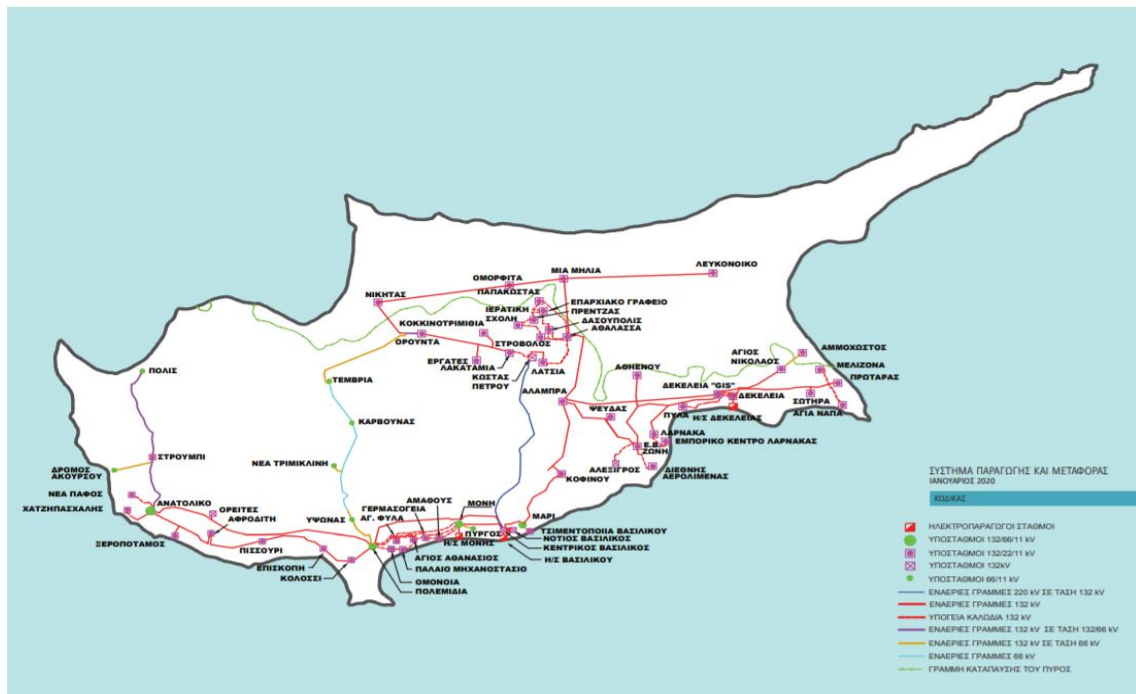 ΛΕΥΚΟΝΟΙΚΟ
ΜΙΑ ΜΗΛΙΑ
ΟΜΟΡΦΙΤΑ
ΠΑΠΑΚΩΣΤΑΣ
ΝΙΚΗΤΑΣ
ΕΠΑΡΧΙΑΚΟ ΓΡΑΦΕΙΟ
ΙΕΡΑΤΙΚΗ
ΣΧΟΛΗ
ΠΡΕΝΤΖΑΣ
ΔΑΣΟΥΠΟΛΙΣ
ΑΘΑΛΑΣΣΑ
ΚΟΚΚΙΝΟΤΡΙΜΙΘΙΑ
ΟΡΟΥΝΤΑ
ΣΤΡΟΒΟΛΟΣ
ΕΡΓΑΤΕΣ
ΛΑΚΑΤΑΜΙΑ
ΚΩΣΤΑΣ
ΠΕΤΡΟΥ
ΛΑΤΣΙΑ
ΑΜΜΟΧΩΣΤΟΣ
ΑΓΙΟΣ
ΝΙΚΟΛΑΟΣ
ΜΕΛΙΖΟΝΑ
ΠΡΩΤΑΡΑΣ
ΑΘΗΕΝΟΥ
ΔΕΚΕΛΕΙΑ "GIS"
ΔΕΚΕΛΕΙΑ
ΣΩΤΗΡΑ
ΑΓΙΑ ΝΑΠΑ
Η/Σ ΔΕΚΕΛΕΙΑΣ
ΠΥΛΑ
ΠΟΛΙΣ
ΤΕΜΒΡΙΑ
ΑΛΑΜΠΡΑ
ΨΕΥΔΑΣ
ΚΑΡΒΟΥΝΑΣ
ΛΑΡΝΑΚΑ
ΕΜΠΟΡΙΚΟ ΚΕΝΤΡΟ ΛΑΡΝΑΚΑΣ
Ε.Β.
ΖΩΝΗ
ΣΤΡΟΥΜΠΙ
ΔΡΟΜΟΣ
ΑΚΟΥΡΣΟΥ
ΝΕΑ ΤΡΙΜΙΚΛΙΝΗ
ΑΛΕΞΙΓΡΟΣ
ΔΙΕΘΝΗΣ
ΑΕΡΟΛΙΜΕΝΑΣ
ΚΟΦΙΝΟΥ
ΝΕΑ ΠΑΦΟΣ
ΧΑΤΖΗΠΑΣΧΑΛΗΣ
ΑΝΑΤΟΛΙΚΟ
ΟΡΕΙΤΕΣ
ΑΦΡΟΔΙΤΗ
ΥΨΩΝΑΣ
ΓΕΡΜΑΣΟΓΕΙΑ
ΑΓ. ΦΥΛΑ
ΑΜΑΘΟΥΣ
ΜΟΝΗ
ΜΑΡΙ
ΞΕΡΟΠΟΤΑΜΟΣ
ΠΙΣΣΟΥΡΙ
ΕΠΙΣΚΟΠΗ
ΚΟΛΟΣΣΙ
ΠΥΡΓΟΣ
Η/Σ ΜΟΝΗΣ
ΑΓΙΟΣ ΑΘΑΝΑΣΙΟΣ
ΠΑΛΑΙΟ ΜΗΧΑΝΟΣΤΑΣΙΟ
ΟΜΟΝΟΙΑ
ΠΟΛΕΜΙΔΙΑ
ΤΣΙΜΕΝΤΟΠΟΙΙΑ ΒΑΣΙΛΙΚΟΥ
ΝΟΤΙΟΣ ΒΑΣΙΛΙΚΟΣ
ΚΕΝΤΡΙΚΟΣ ΒΑΣΙΛΙΚΟΣ
Η/Σ ΒΑΣΙΛΙΚΟΥ
ΣΥΣΤΗΜΑ ΠΑΡΑΓΩΓΗΣ ΚΑΙ ΜΕΤΑΦΟΡΑΣ
ΙΑΝΟΥΑΡΙΟΣ 2020
ΚΩΔΙΚΑΣ
ΗΛΕΚΤΡΟΠΑΡΑΓΩΓΟΙ ΣΤΑΘΜΟΙ
ΥΠΟΣΤΑΘΜΟΙ 132/66/11 kV
ΥΠΟΣΤΑΘΜΟΙ 132/22/11 kV
ΥΠΟΣΤΑΘΜΟΙ 132kV
ΥΠΟΣΤΑΘΜΟΙ 66/11 kV
ΕΝΑΕΡΙΕΣ ΓΡΑΜΜΕΣ 220 kV ΣΕ ΤΑΣΗ 132 kV
ΕΝΑΕΡΙΕΣ ΓΡΑΜΜΕΣ 132 kV
ΥΠΟΓΕΙΑ ΚΑΛΩΔΙΑ 132 kV
ΕΝΑΕΡΙΕΣ ΓΡΑΜΜΕΣ 132 kV ΣΕ ΤΑΣΗ 132/66 kV
ΕΝΑΕΡΙΕΣ ΓΡΑΜΜΕΣ 132 kV ΣΕ ΤΑΣΗ 66 kV
ΕΝΑΕΡΙΕΣ ΓΡΑΜΜΕΣ 66 kV
ΓΡΑΜΜΗ ΚΑΤΑΠΑΥΣΗΣ ΤΟΥ ΠΥΡΟΣ